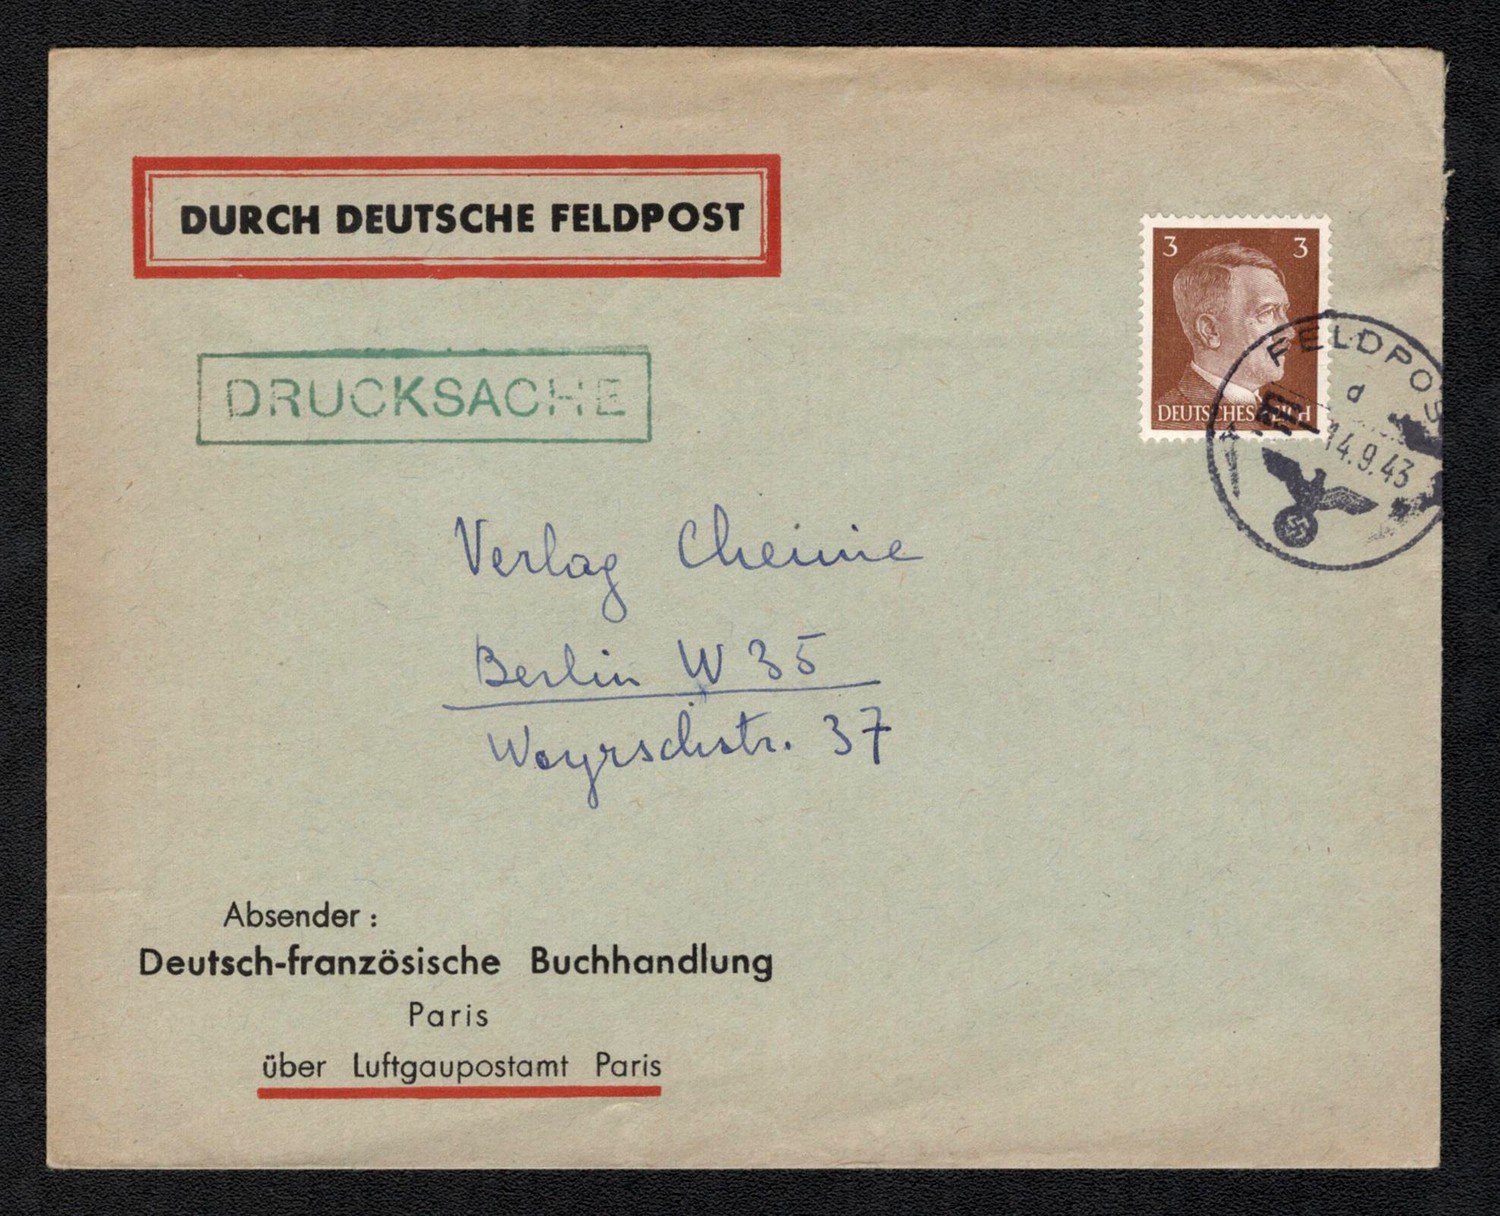 DURCH DEUTSCHE FELDPOST
DRUCKSACHE
3 3
DEUTSCHES REICH
FELDPOS
d
14.9.43
Verlag Chemie
Berlin W 35
Woyrschstr. 37
Absender :
Deutsch-französische Buchhandlung
Paris
über Luftgaupostamt Paris